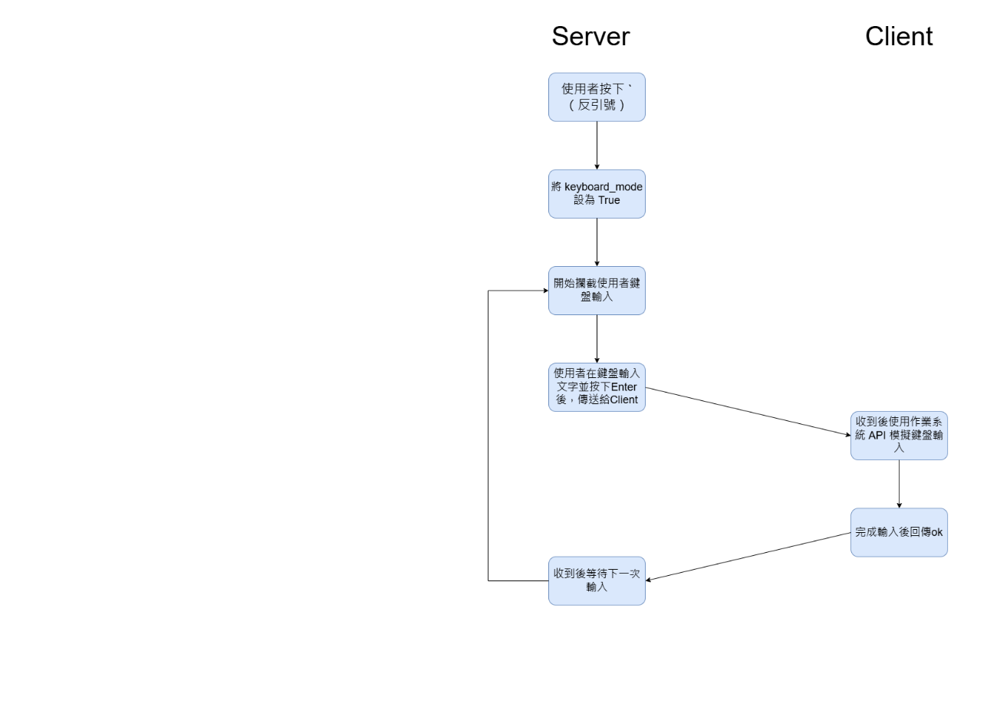 Server
Client
使用者按下 `
（反引號）
將 keyboard_mode
設為 True
開始攔截使用者鍵
盤輸入
使用者在鍵盤輸入
文字並按下Enter
後，傳送給Client
收到後使用作業系
統 API 模擬鍵盤輸
入
完成輸入後回傳ok
收到後等待下一次
輸入